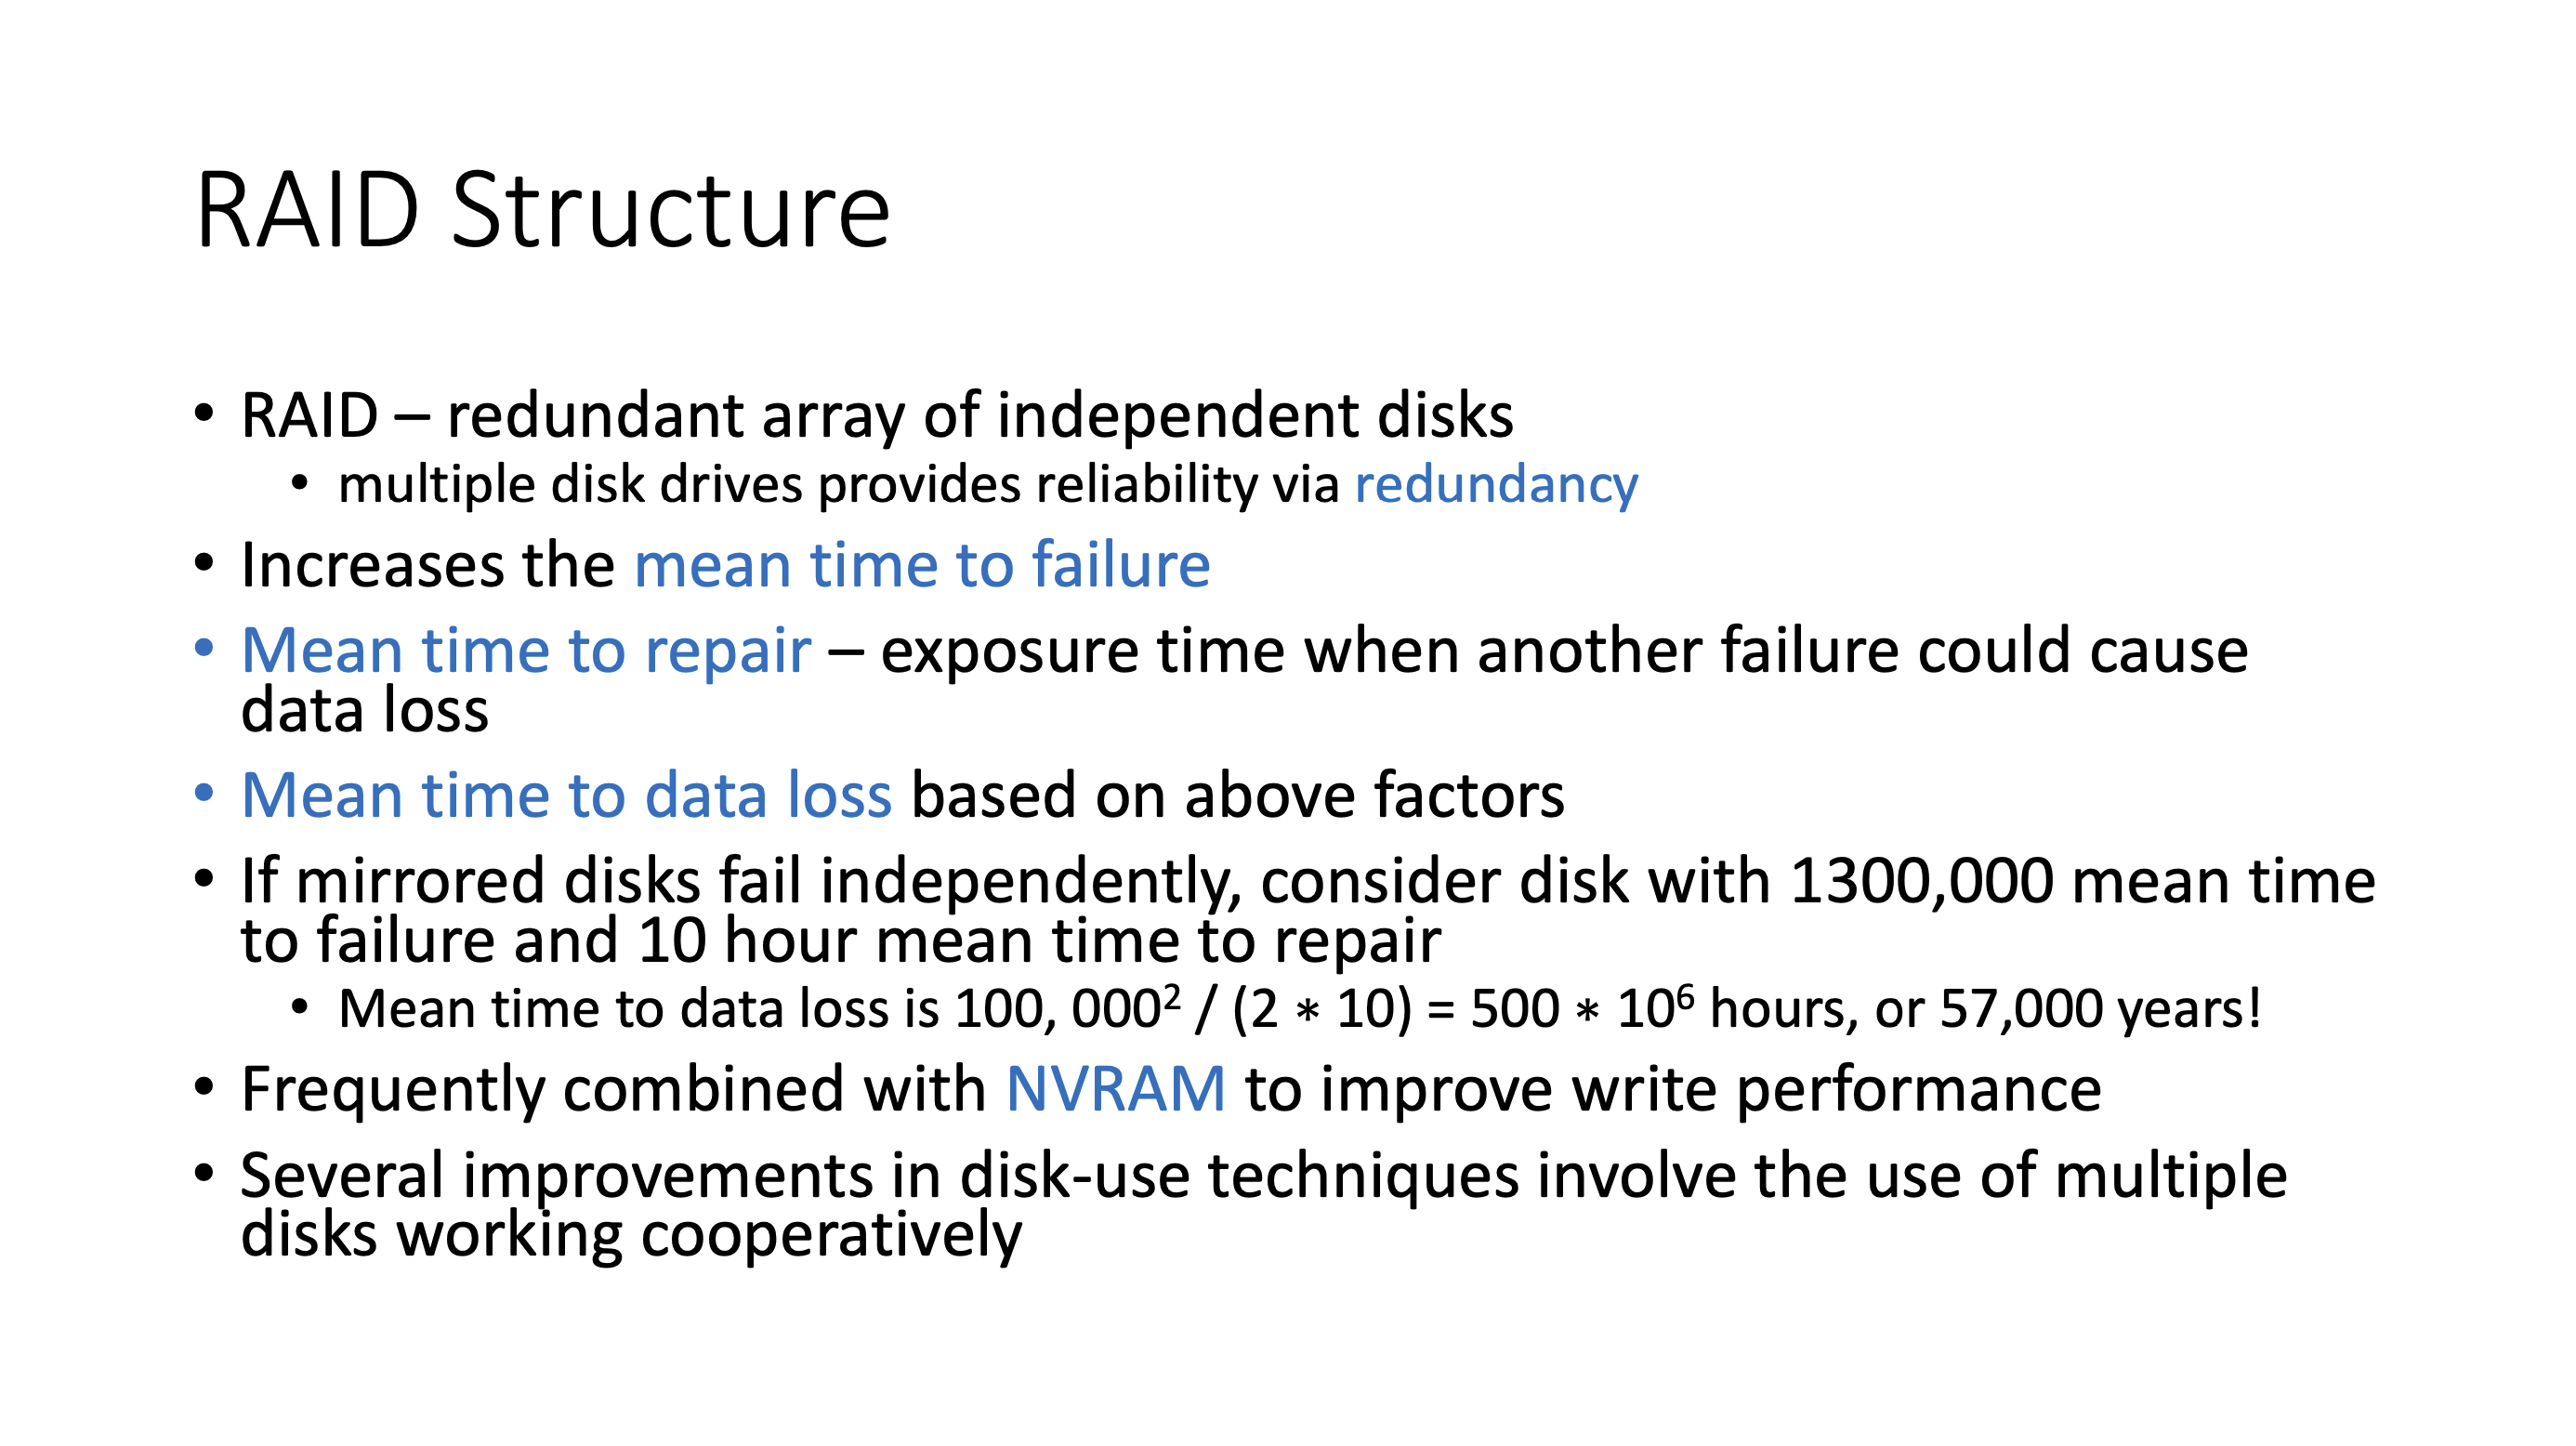 RAID Structure
• RAID – redundant array of independent disks
• multiple disk drives provides reliability via redundancy
• Increases the mean time to failure
• Mean time to repair – exposure time when another failure could cause
data loss
• Mean time to data loss based on above factors
• If mirrored disks fail independently, consider disk with 1300,000 mean time
to failure and 10 hour mean time to repair
• Mean time to data loss is 100, 000² / (2 ∗ 10) = 500 ∗ 10⁶ hours, or 57,000 years!
• Frequently combined with NVRAM to improve write performance
• Several improvements in disk-use techniques involve the use of multiple
disks working cooperatively